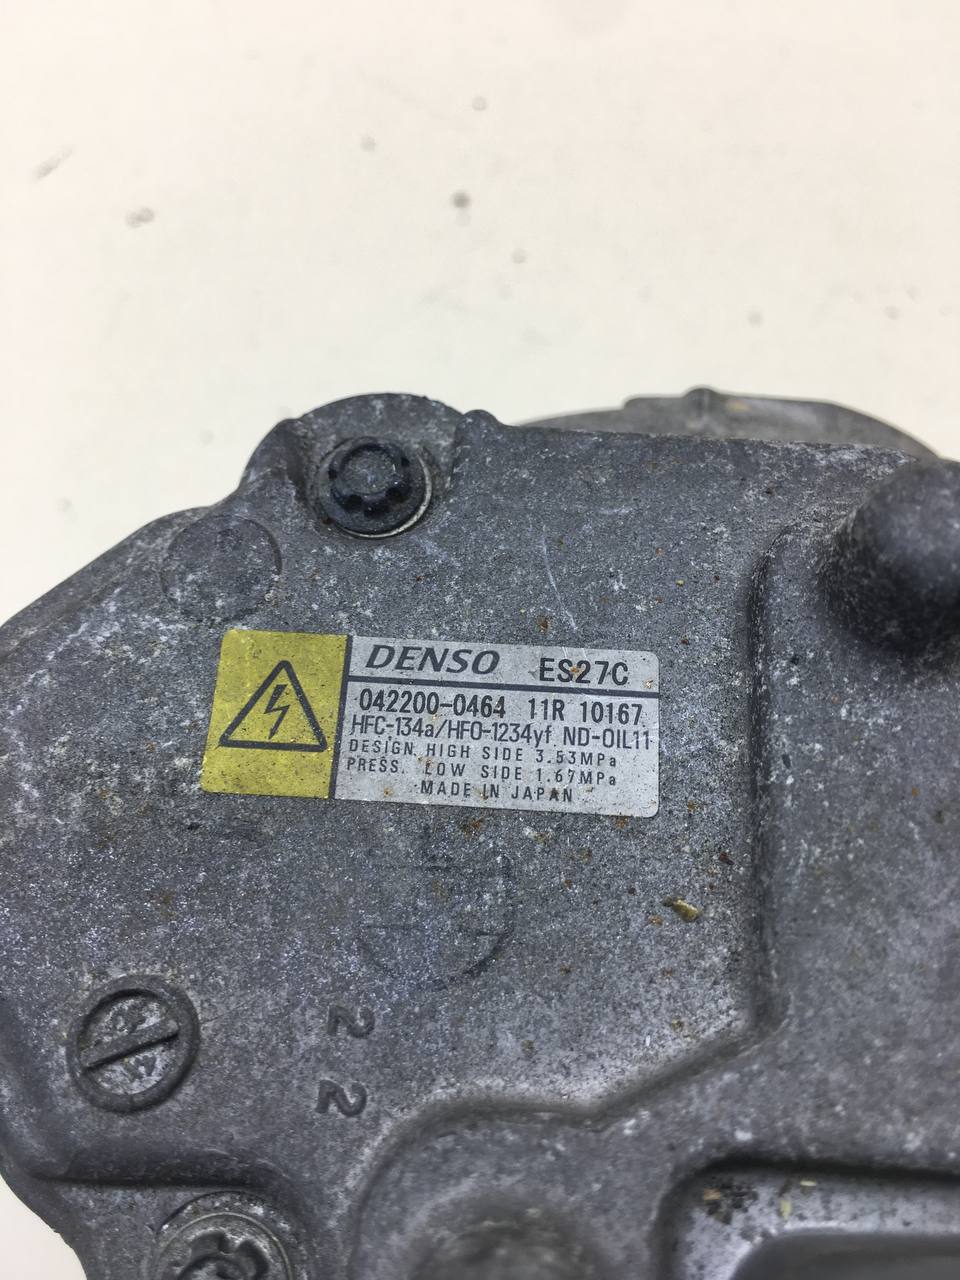 DENSO ES27C
042200-0464 11R 10167
HFC-134a/HFO-1234yf ND-OIL11
DESIGN HIGH SIDE 3.53MPa
PRESS. LOW SIDE 1.67MPa
MADE IN JAPAN
2
2